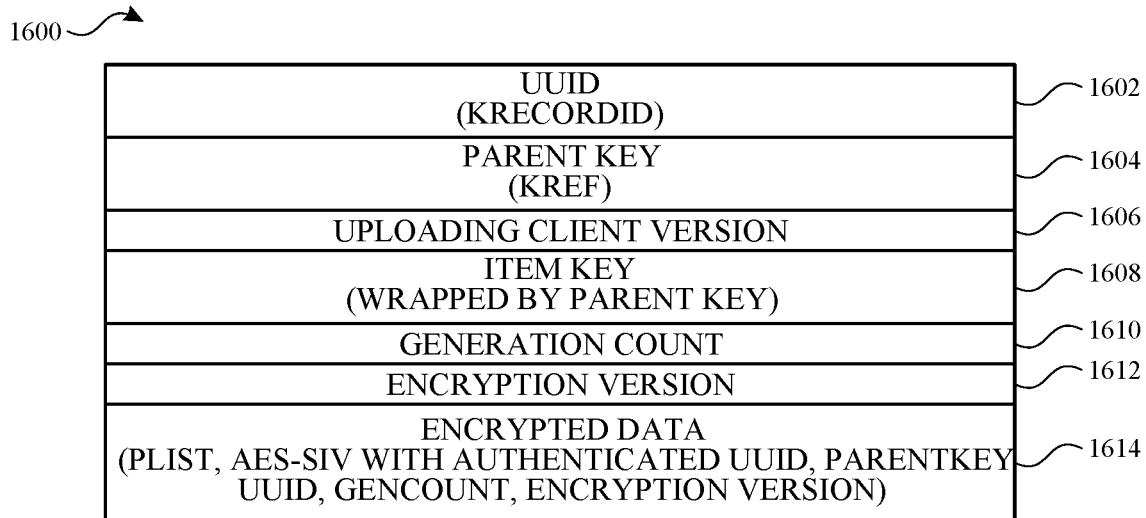 1600
UUID
(KRECORDID)
1602
PARENT KEY
(KREF)
1604
UPLOADING CLIENT VERSION
1606
ITEM KEY
(WRAPPED BY PARENT KEY)
1608
GENERATION COUNT
1610
ENCRYPTION VERSION
1612
ENCRYPTED DATA
(PLIST, AES-SIV WITH AUTHENTICATED UUID, PARENTKEY
UUID, GENCOUNT, ENCRYPTION VERSION)
1614